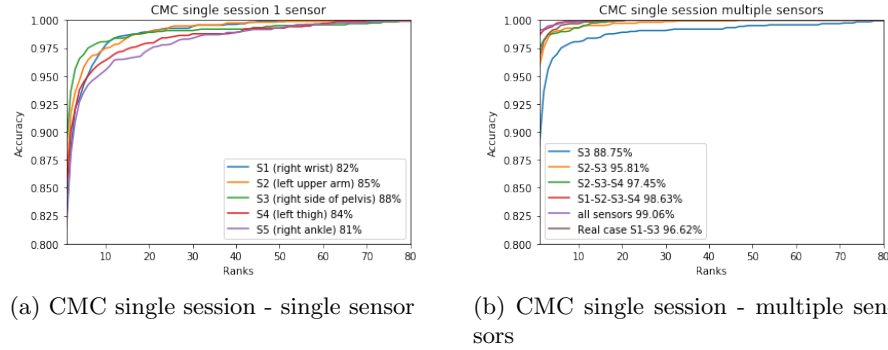 CMC single session 1 sensor
1.000
0.975
0.950
0.925
0.900
0.875
0.850
0.825
0.800
Accuracy
S1 (right wrist) 82%
S2 (left upper arm) 85%
S3 (right side of pelvis) 88%
S4 (left thigh) 84%
S5 (right ankle) 81%
10 20 30 40 50 60 70 80
Ranks
(a) CMC single session - single sensor
CMC single session multiple sensors
1.000
0.975
0.950
0.925
0.900
0.875
0.850
0.825
0.800
Accuracy
S3 88.75%
S2-S3 95.81%
S2-S3-S4 97.45%
S1-S2-S3-S4 98.63%
all sensors 99.06%
Real case S1-S3 96.62%
10 20 30 40 50 60 70 80
Ranks
(b) CMC single session - multiple sen
sors